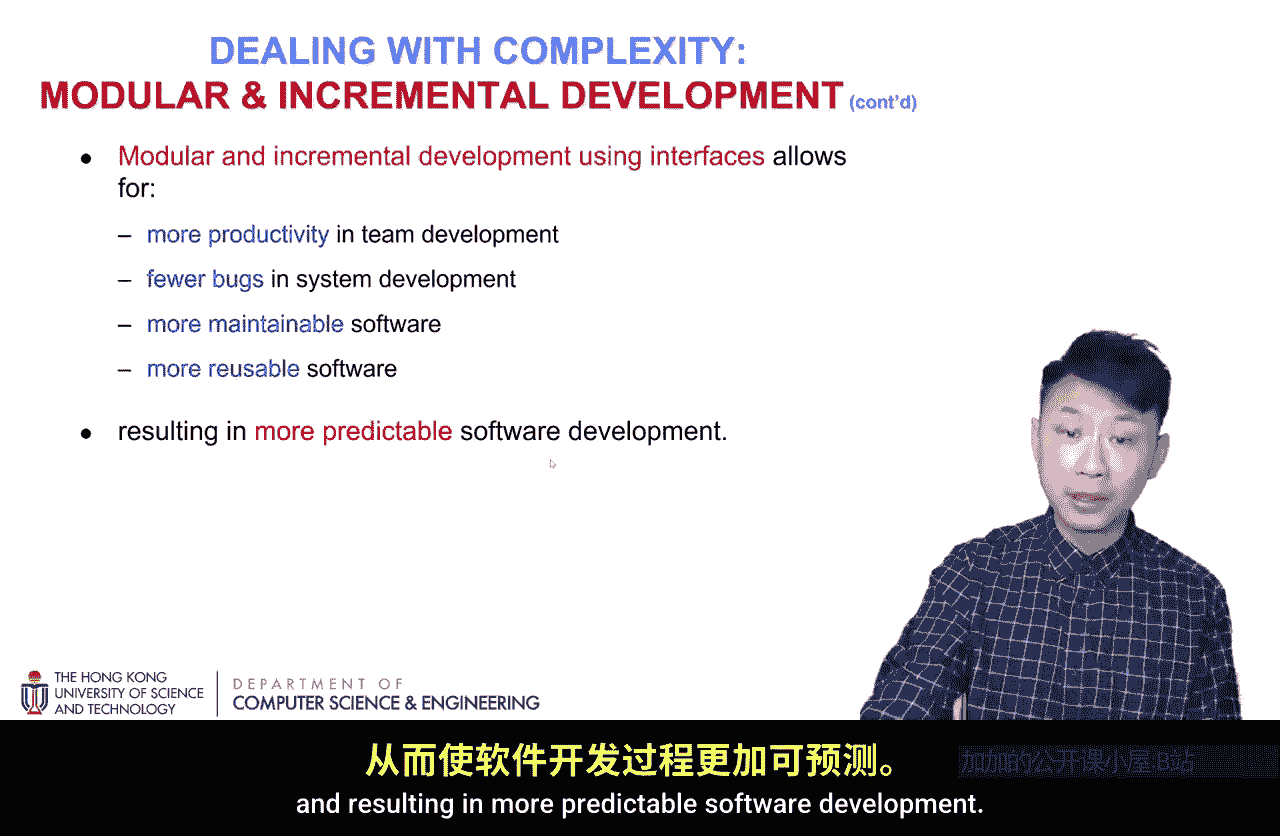 DEALING WITH COMPLEXITY:
MODULAR & INCREMENTAL DEVELOPMENT (cont'd)
● Modular and incremental development using interfaces allows
for:
– more productivity in team development
– fewer bugs in system development
– more maintainable software
– more reusable software
● resulting in more predictable software development.
THE HONG KONG
UNIVERSITY OF SCIENCE
AND TECHNOLOGY
DEPARTMENT OF
COMPUTER SCIENCE & ENGINEERING
从而使软件开发过程更加可预测。
加加的公开课小屋B站
and resulting in more predictable software development.